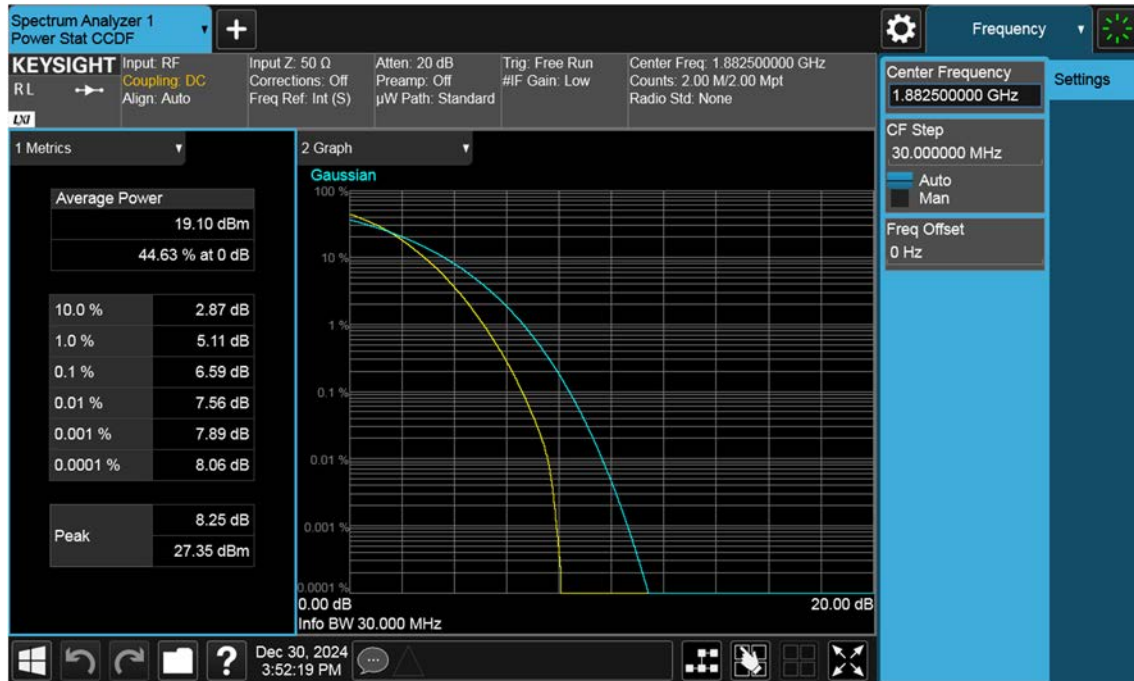 Spectrum Analyzer 1
Power Stat CCDF
Frequency
KEYSIGHT
R L
LXI
Input: RF
Coupling: DC
Align: Auto
Input Z: 50 Ω
Corrections: Off
Freq Ref: Int (S)
Atten: 20 dB
Preamp: Off
µW Path: Standard
Trig: Free Run
#IF Gain: Low
Center Freq: 1.882500000 GHz
Counts: 2.00 M/2.00 Mpt
Radio Std: None
Center Frequency
1.882500000 GHz
Settings
CF Step
30.000000 MHz
Auto
Man
Freq Offset
0 Hz
1 Metrics
Average Power
19.10 dBm
44.63 % at 0 dB
10.0 % 2.87 dB
1.0 % 5.11 dB
0.1 % 6.59 dB
0.01 % 7.56 dB
0.001 % 7.89 dB
0.0001 % 8.06 dB
Peak
8.25 dB
27.35 dBm
2 Graph
Gaussian
100 %
10 %
1 %
0.1 %
0.01 %
0.001 %
0.0001 %
0.00 dB 20.00 dB
Info BW 30.000 MHz
?
Dec 30, 2024
3:52:19 PM